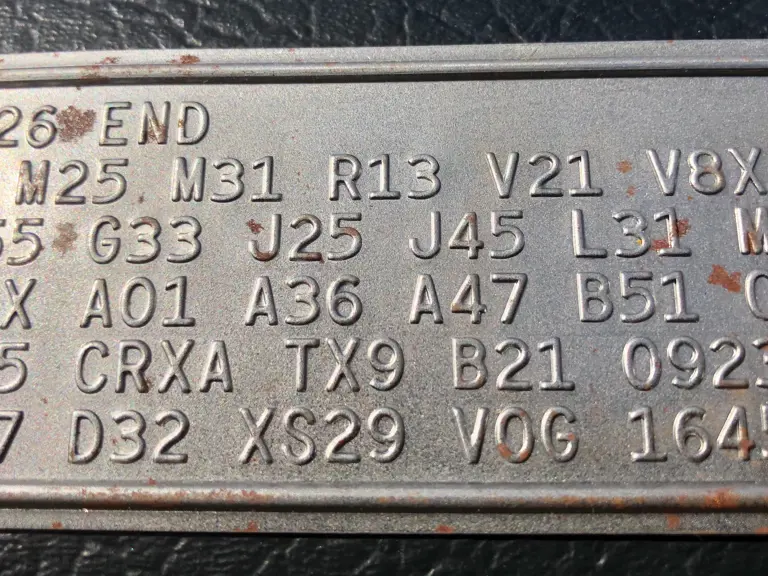 26 END
M25 M31 R13 V21 V8X
55 G33 J25 J45 L31 M
X A01 A36 A47 B51 C
5 CRXA TX9 B21 0923
7 D32 XS29 V0G 1645